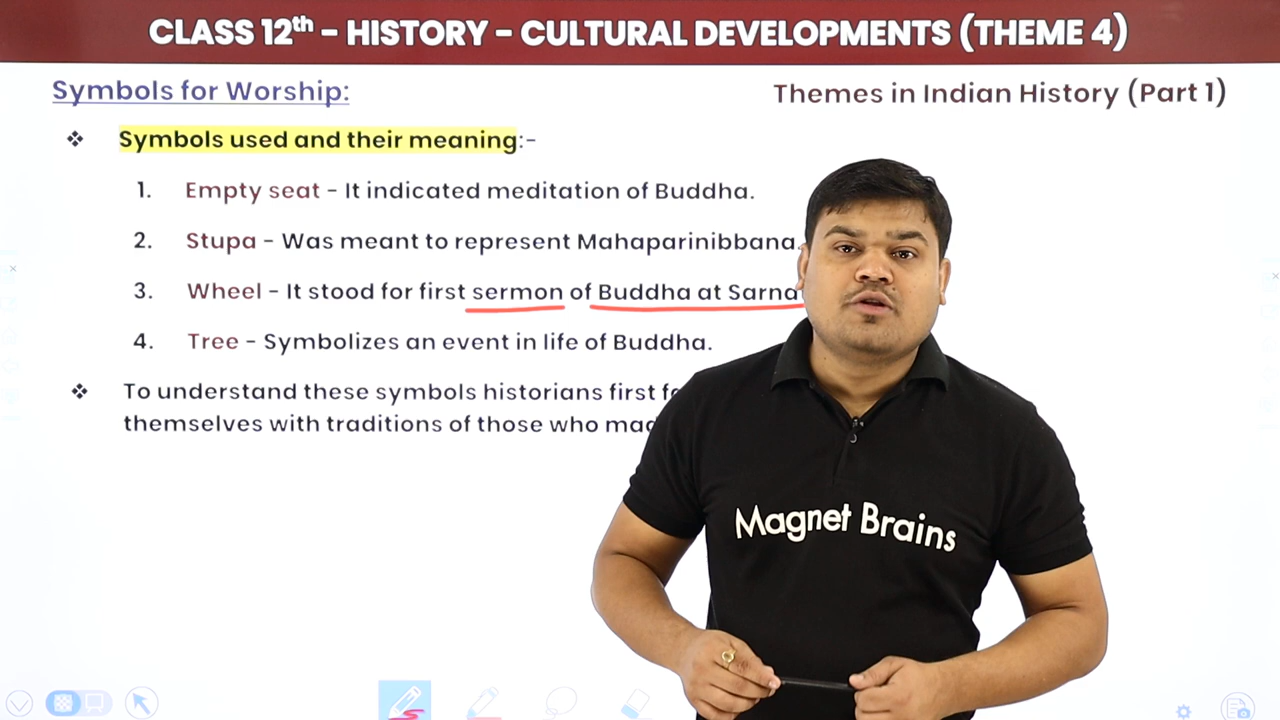 CLASS 12th – HISTORY – CULTURAL DEVELOPMENTS (THEME 4)
Symbols for Worship:
Themes in Indian History (Part 1)
❖ Symbols used and their meaning:-
1. Empty seat – It indicated meditation of Buddha.
2. Stupa – Was meant to represent Mahaparinibbana.
3. Wheel – It stood for first sermon of Buddha at
4. Tree – Symbolizes an event in life of Buddha.
❖ To understand these symbols historians first
themselves with traditions of those who
Magnet Brains